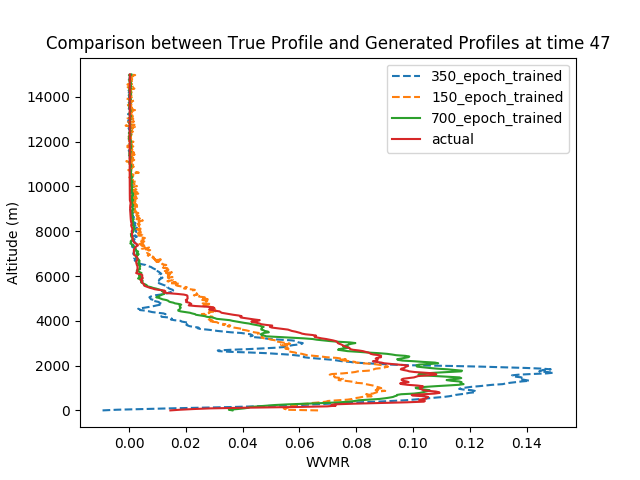 Comparison between True Profile and Generated Profiles at time 47
350_epoch_trained
150_epoch_trained
700_epoch_trained
actual
Altitude (m)
14000
12000
10000
8000
6000
4000
2000
0
0.00 0.02 0.04 0.06 0.08 0.10 0.12 0.14
WVMR